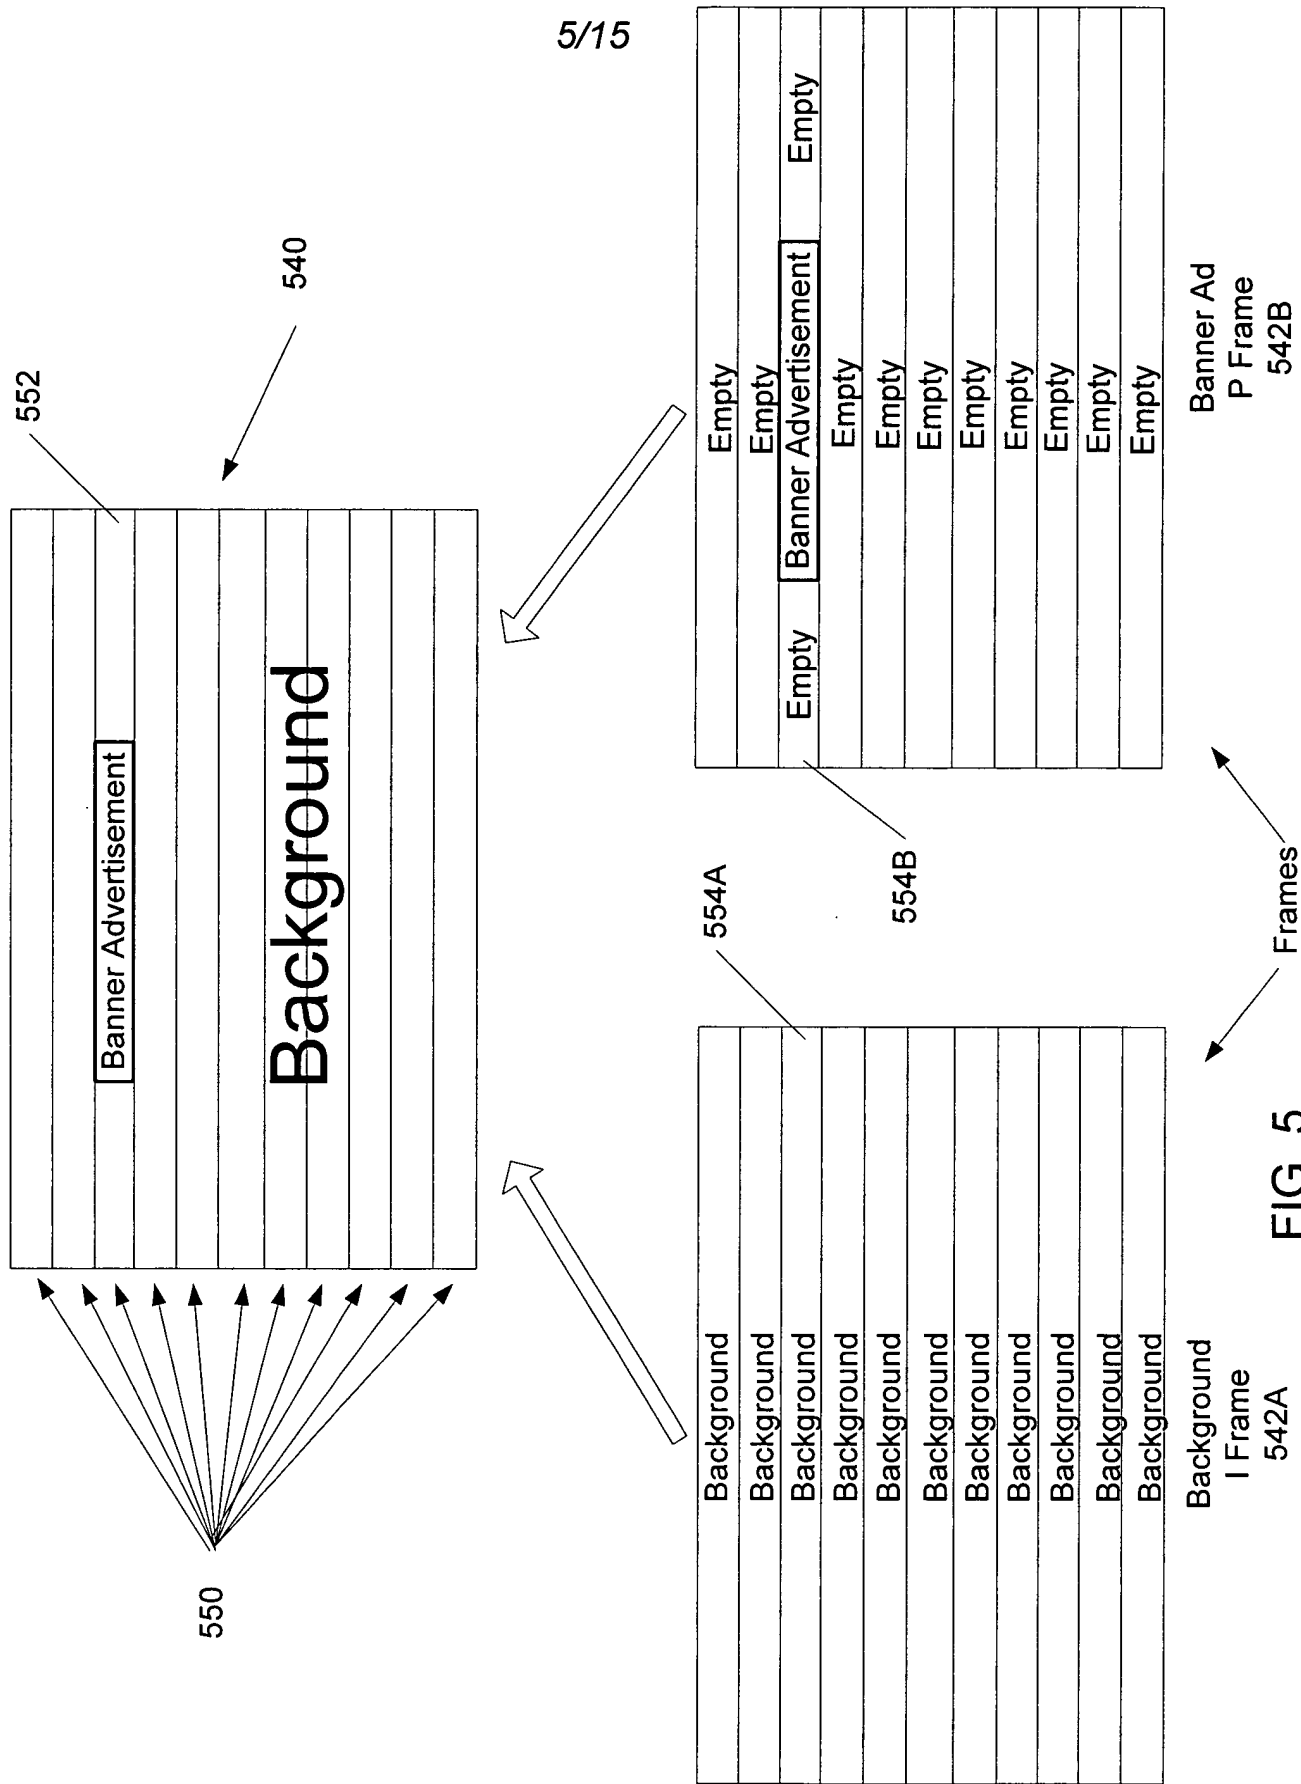 5/15
550
552
540
Banner Advertisement
Background
554A
554B
Background
Background
Background
Background
Background
Background
Background
Background
Background
Background
Background
Background
I Frame
542A
Empty
Empty
Empty Banner Advertisement Empty
Empty
Empty
Empty
Empty
Empty
Empty
Empty
Empty
Banner Ad
P Frame
542B
Frames
FIG. 5